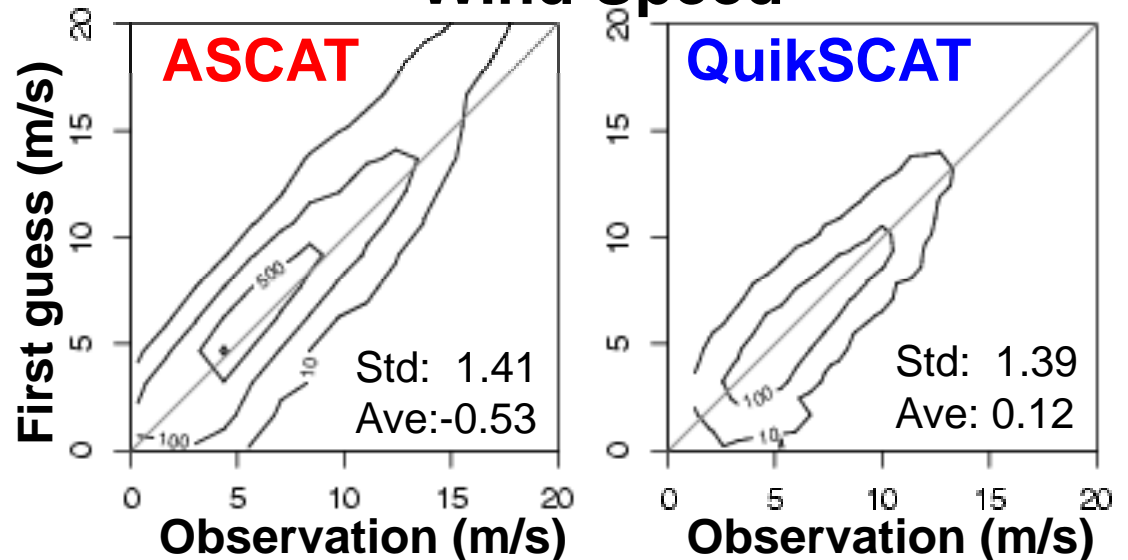 Wind Speed
ASCAT
First guess (m/s)
20
15
10
5
0
500
100
10
Std: 1.41
Ave:-0.53
0 5 10 15 20
Observation (m/s)
QuikSCAT
20
15
10
5
0
100
10
Std: 1.39
Ave: 0.12
0 5 10 15 20
Observation (m/s)